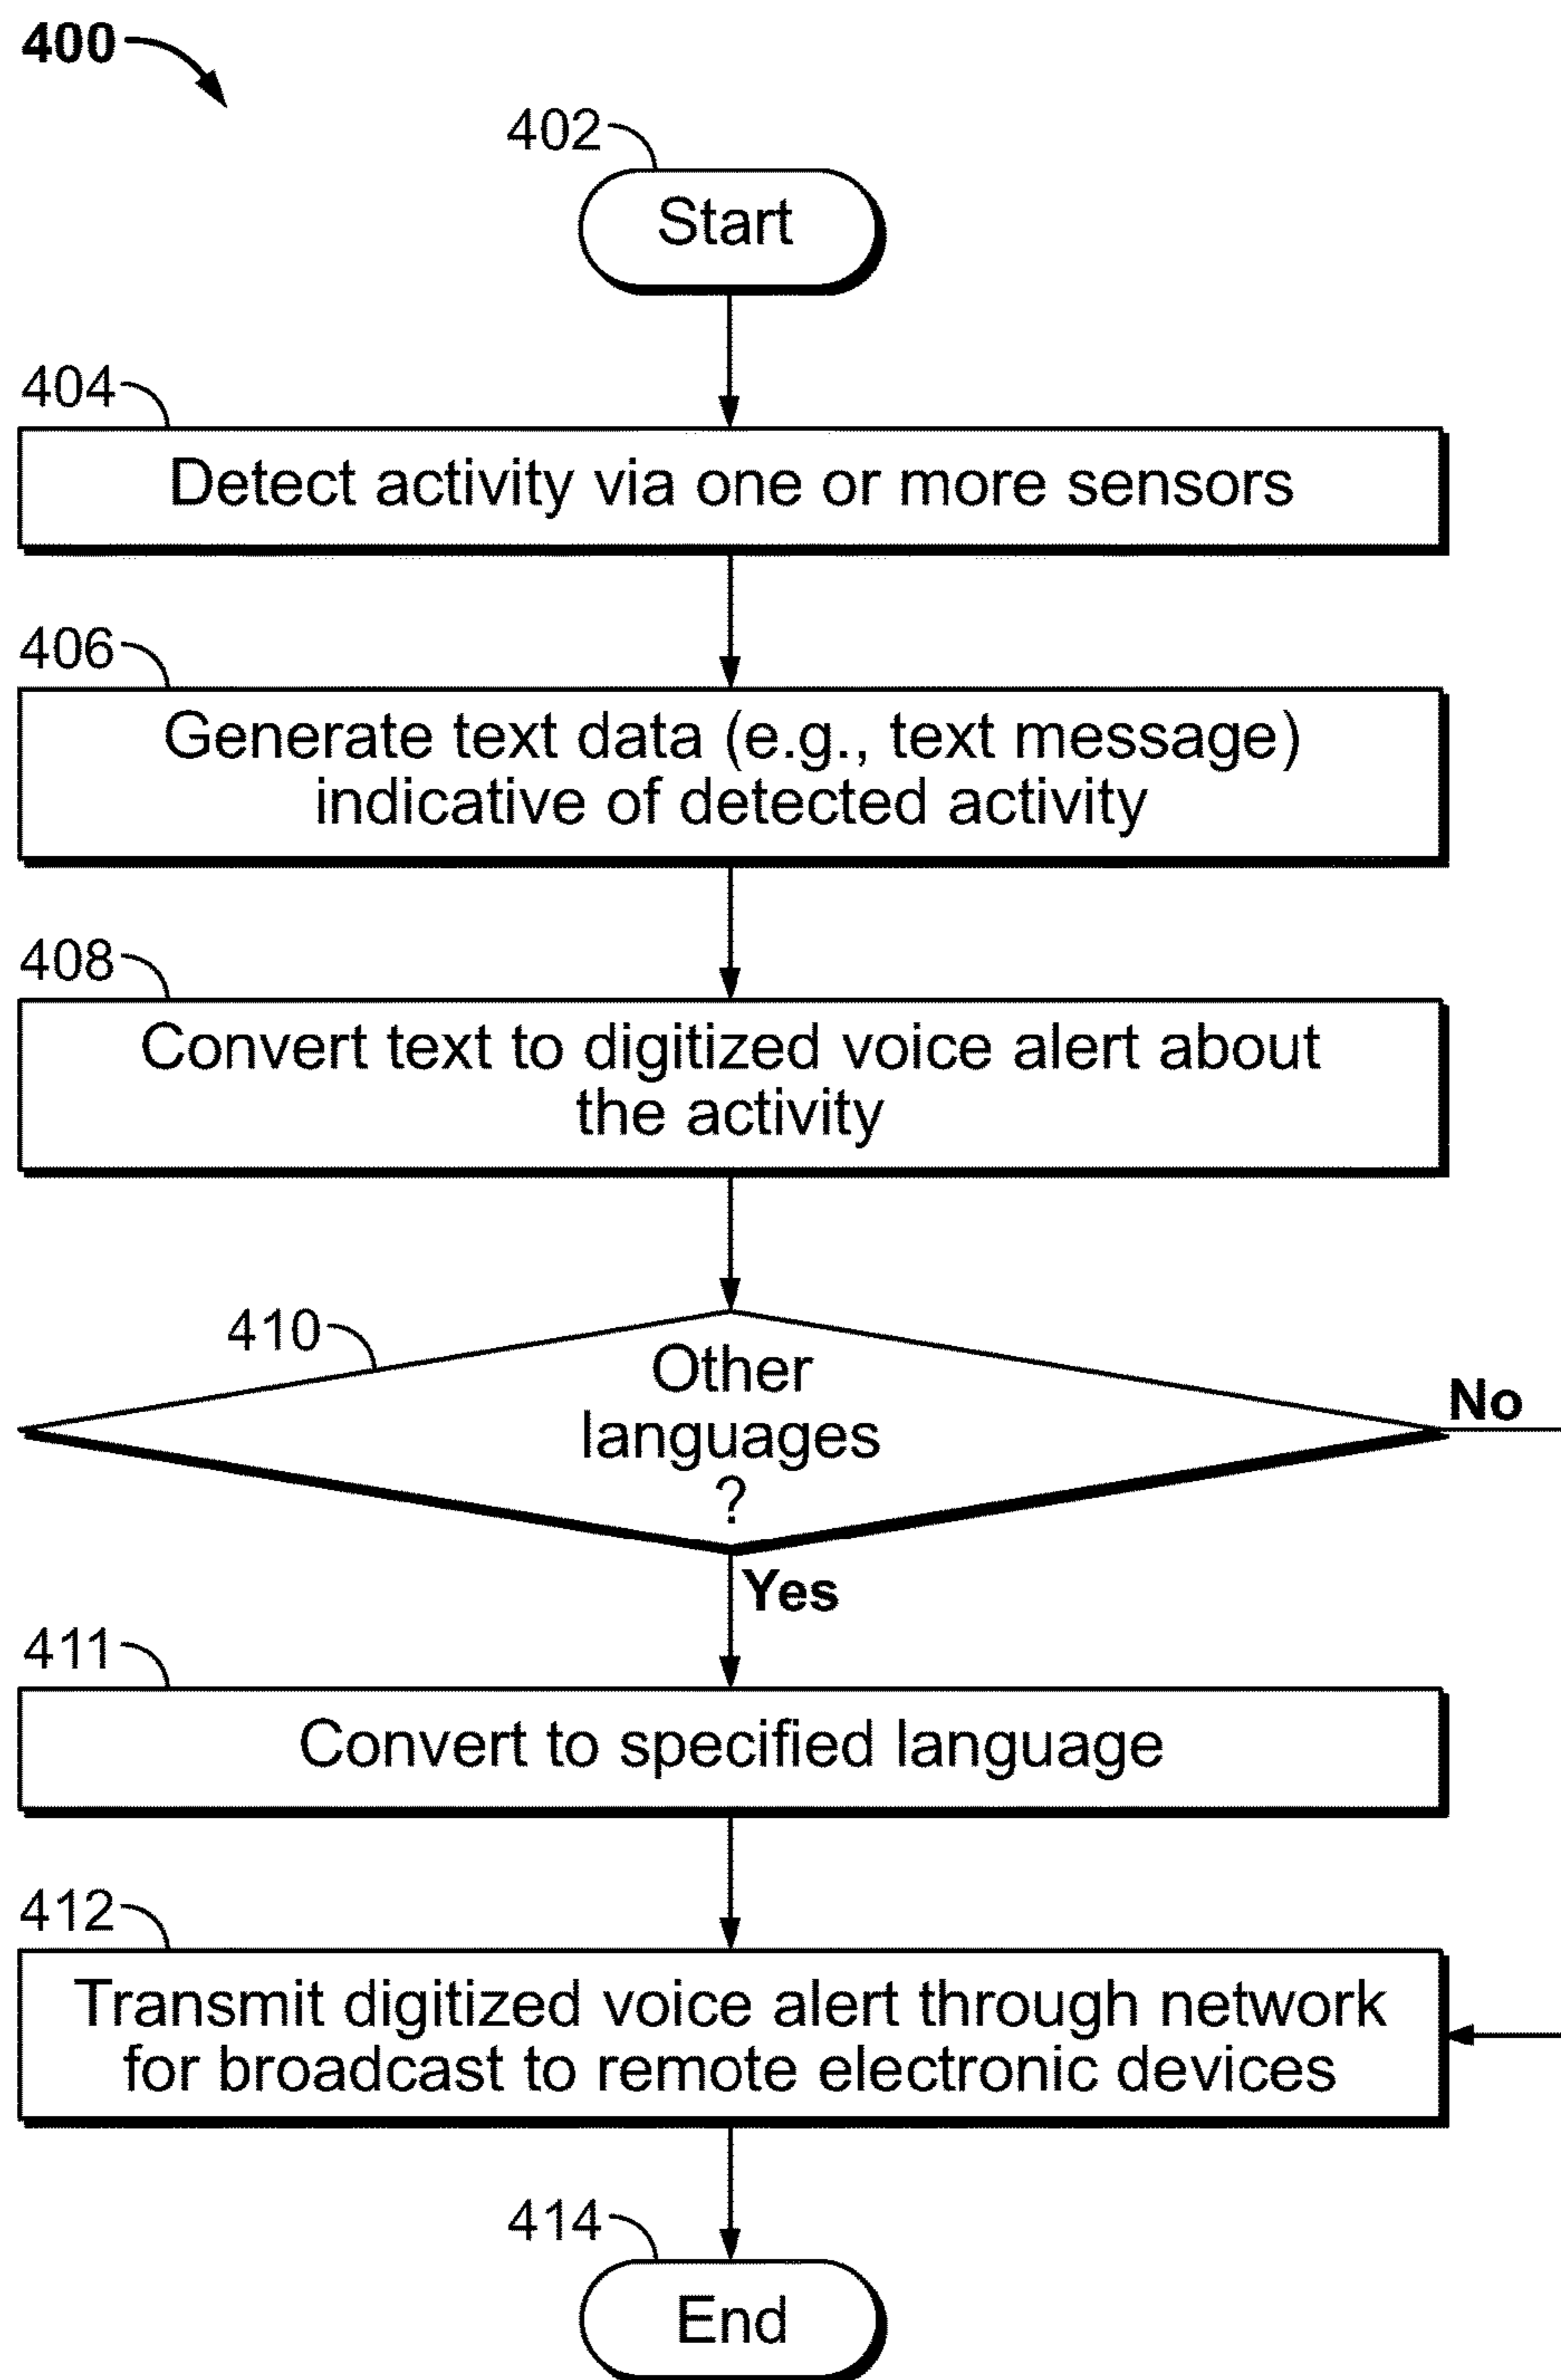 400
402
Start
404
Detect activity via one or more sensors
406
Generate text data (e.g., text message)
indicative of detected activity
408
Convert text to digitized voice alert about
the activity
410
Other
languages
?
No
Yes
411
Convert to specified language
412
Transmit digitized voice alert through network
for broadcast to remote electronic devices
414
End